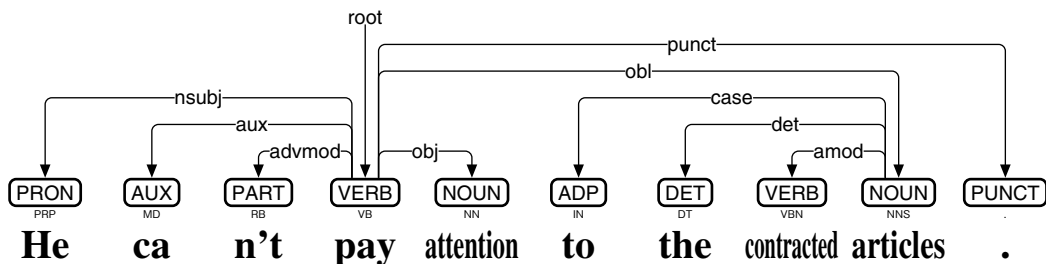 root
punct
obl
nsubj case
aux det
advmod obj amod
PRON AUX PART VERB NOUN ADP DET VERB NOUN PUNCT
PRP MD RB VB NN IN DT VBN NNS .
He ca n't pay attention to the contracted articles .